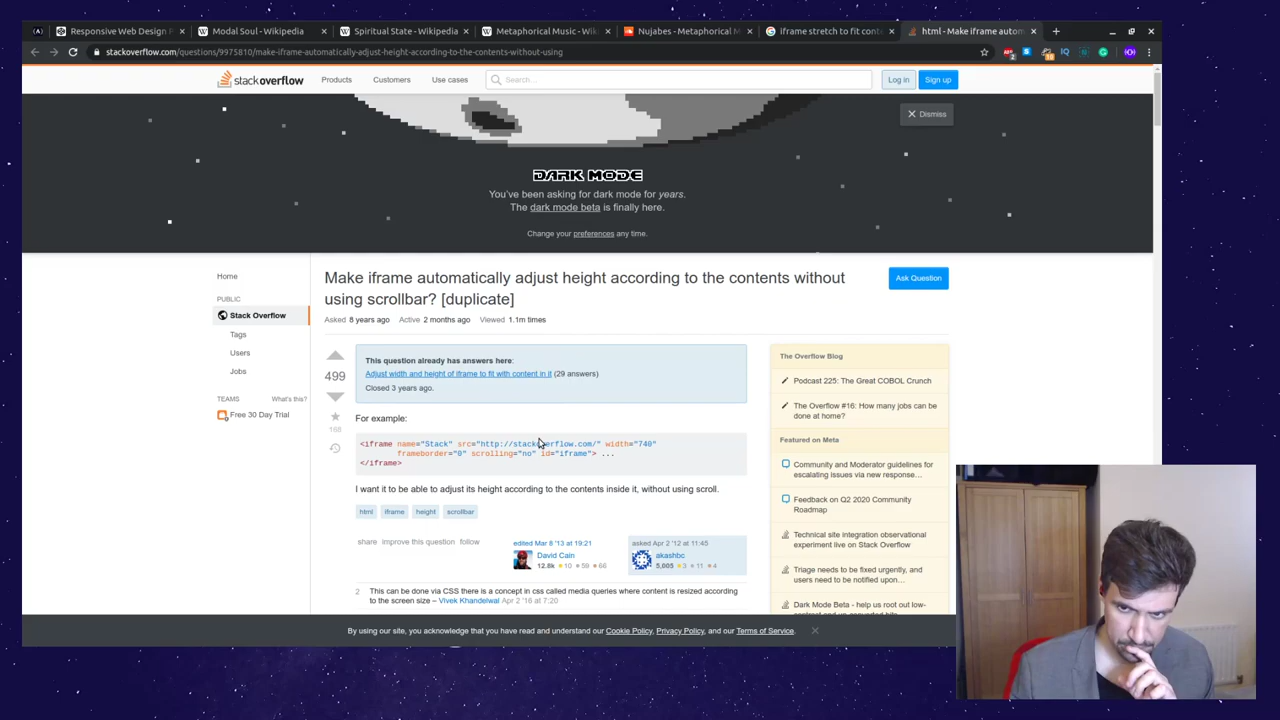 Responsive Web Design P
Modal Soul - Wikipedia
Spiritual State - Wikipedia
Metaphorical Music - Wiki
Nujabes - Metaphorical M
iframe stretch to fit cont
html - Make iframe autom
stackoverflow.com/questions/9975810/make-iframe-automatically-adjust-height-according-to-the-contents-without-using
stackoverflow
Products
Customers
Use cases
Search…
Log in
Sign up
Dismiss
DARK MODE
You've been asking for dark mode for years.
The dark mode beta is finally here.
Change your preferences any time.
Home
PUBLIC
Stack Overflow
Tags
Users
Jobs
TEAMS
What's this?
Free 30 Day Trial
Make iframe automatically adjust height according to the contents without
using scrollbar? [duplicate]
Ask Question
Asked 8 years ago Active 2 months ago Viewed 1.1m times
499
168
This question already has answers here:
Adjust width and height of iframe to fit with content in it (29 answers)
Closed 3 years ago.
For example:
<iframe name="Stack" src="http://stackoverflow.com/" width="740"
frameborder="0" scrolling="no" id="iframe"> ...
</iframe>
I want it to be able to adjust its height according to the contents inside it, without using scroll.
html iframe height scrollbar
share improve this question follow
edited Mar 8 '13 at 19:21
David Cain
12.8k 10 59 66
asked Apr 2 '12 at 11:45
akashbc
5,005 3 11 4
2 This can be done via CSS there is a concept in css called media queries where content is resized according
to the screen size – Vivek Khandelwal Apr 2 '16 at 7:20
The Overflow Blog
Podcast 225: The Great COBOL Crunch
The Overflow #16: How many jobs can be
done at home?
Featured on Meta
Community and Moderator guidelines for
escalating issues via new response…
Feedback on Q2 2020 Community
Roadmap
Technical site integration observational
experiment live on Stack Overflow
Triage needs to be fixed urgently, and
users need to be notified upon…
Dark Mode Beta - help us root out low-
By using our site, you acknowledge that you have read and understand our Cookie Policy, Privacy Policy, and our Terms of Service.